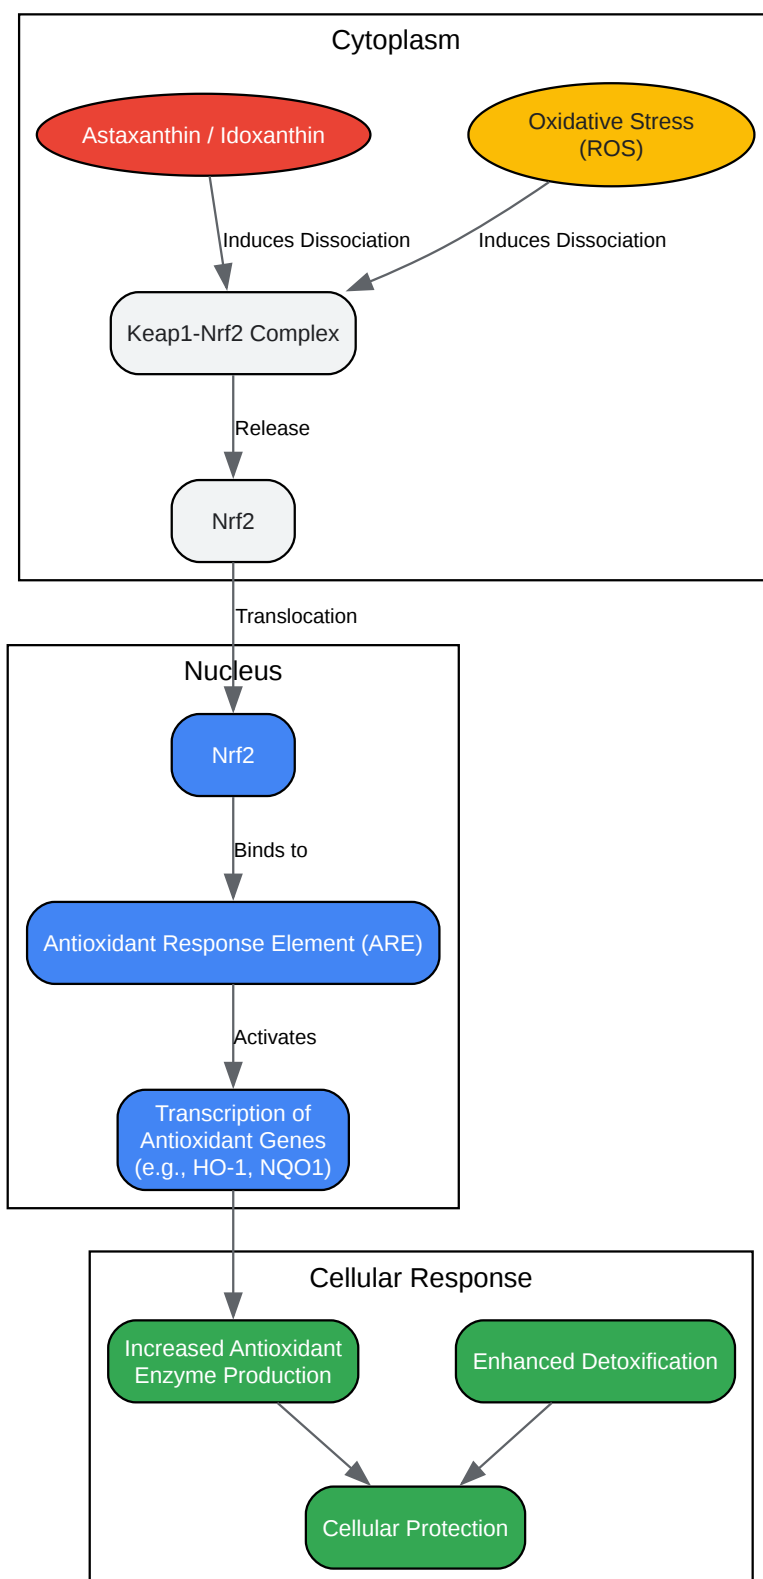 Cytoplasm
Astaxanthin / Idoxanthin
Oxidative Stress
(ROS)
Induces Dissociation
Induces Dissociation
Keap1-Nrf2 Complex
Release
Nrf2
Translocation
Nucleus
Nrf2
Binds to
Antioxidant Response Element (ARE)
Activates
Transcription of
Antioxidant Genes
(e.g., HO-1, NQO1)
Cellular Response
Increased Antioxidant
Enzyme Production
Enhanced Detoxification
Cellular Protection